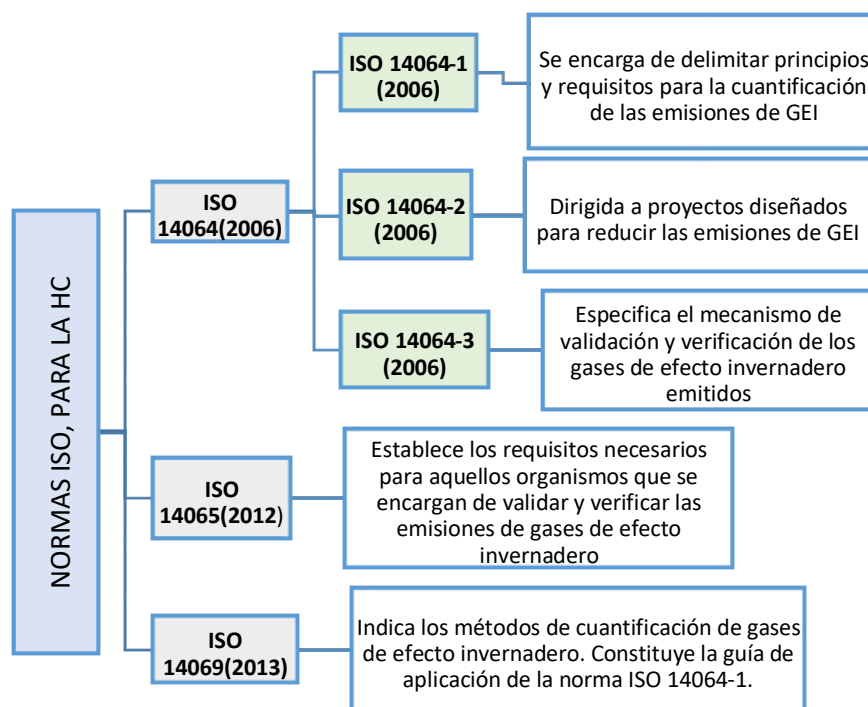 NORMAS ISO, PARA LA HC
ISO
14064(2006)
ISO 14064-1
(2006)
Se encarga de delimitar principios
y requisitos para la cuantificación
de las emisiones de GEI
ISO 14064-2
(2006)
Dirigida a proyectos diseñados
para reducir las emisiones de GEI
ISO 14064-3
(2006)
Especifica el mecanismo de
validación y verificación de los
gases de efecto invernadero
emitidos
ISO
14065(2012)
Establece los requisitos necesarios
para aquellos organismos que se
encargan de validar y verificar las
emisiones de gases de efecto
invernadero
ISO
14069(2013)
Indica los métodos de cuantificación de gases
de efecto invernadero. Constituye la guía de
aplicación de la norma ISO 14064-1.